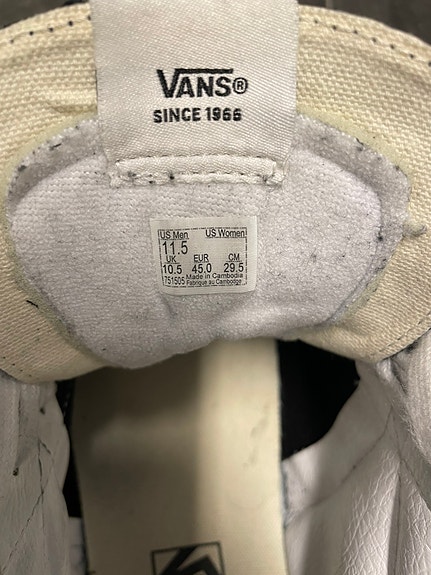 VANS®
SINCE 1966
US Men US Women
11.5
UK EUR CM
10.5 45.0 29.5
751505 Made in Cambodia
Fabriqué au Cambodge